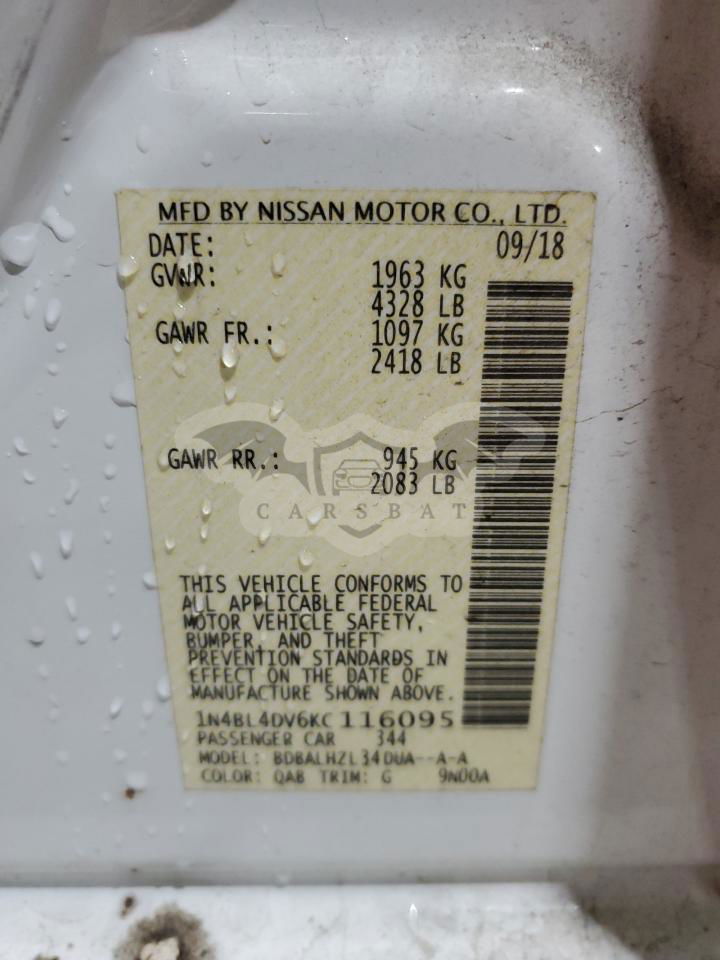 MFD BY NISSAN MOTOR CO., LTD.
DATE: 09/18
GVWR: 1963 KG
4328 LB
GAWR FR.: 1097 KG
2418 LB
GAWR RR.: 945 KG
2083 LB
CARSBAT
THIS VEHICLE CONFORMS TO
ALL APPLICABLE FEDERAL
MOTOR VEHICLE SAFETY,
BUMPER, AND THEFT
PREVENTION STANDARDS IN
EFFECT ON THE DATE OF
MANUFACTURE SHOWN ABOVE.
1N4BL4DV6KC116095
PASSENGER CAR 344
MODEL: BDBALHZL34DUA--A-A
COLOR: QAB TRIM: G 9N00A